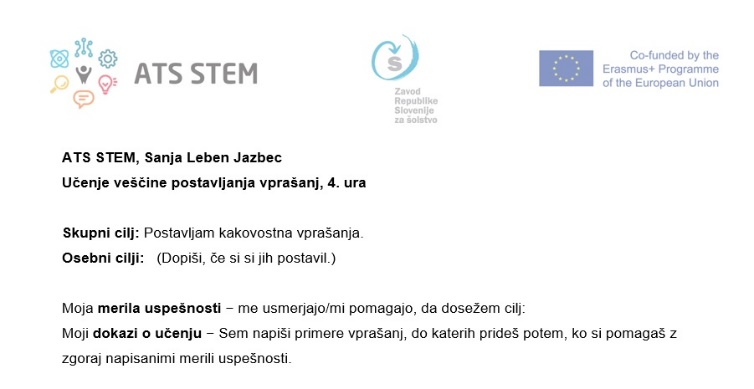 ATS STEM
Zavod
Republike
Slovenije
za šolstvo
Co-funded by the
Erasmus+ Programme
of the European Union
ATS STEM, Sanja Leben Jazbec
Učenje veščine postavljanja vprašanj, 4. ura
Skupni cilj: Postavljam kakovostna vprašanja.
Osebni cilji: (Dopiši, če si si jih postavil.)
Moja merila uspešnosti – me usmerjajo/mi pomagajo, da dosežem cilj:
Moji dokazi o učenju – Sem napiši primere vprašanj, do katerih prideš potem, ko si pomagaš z
zgoraj napisanimi merili uspešnosti.